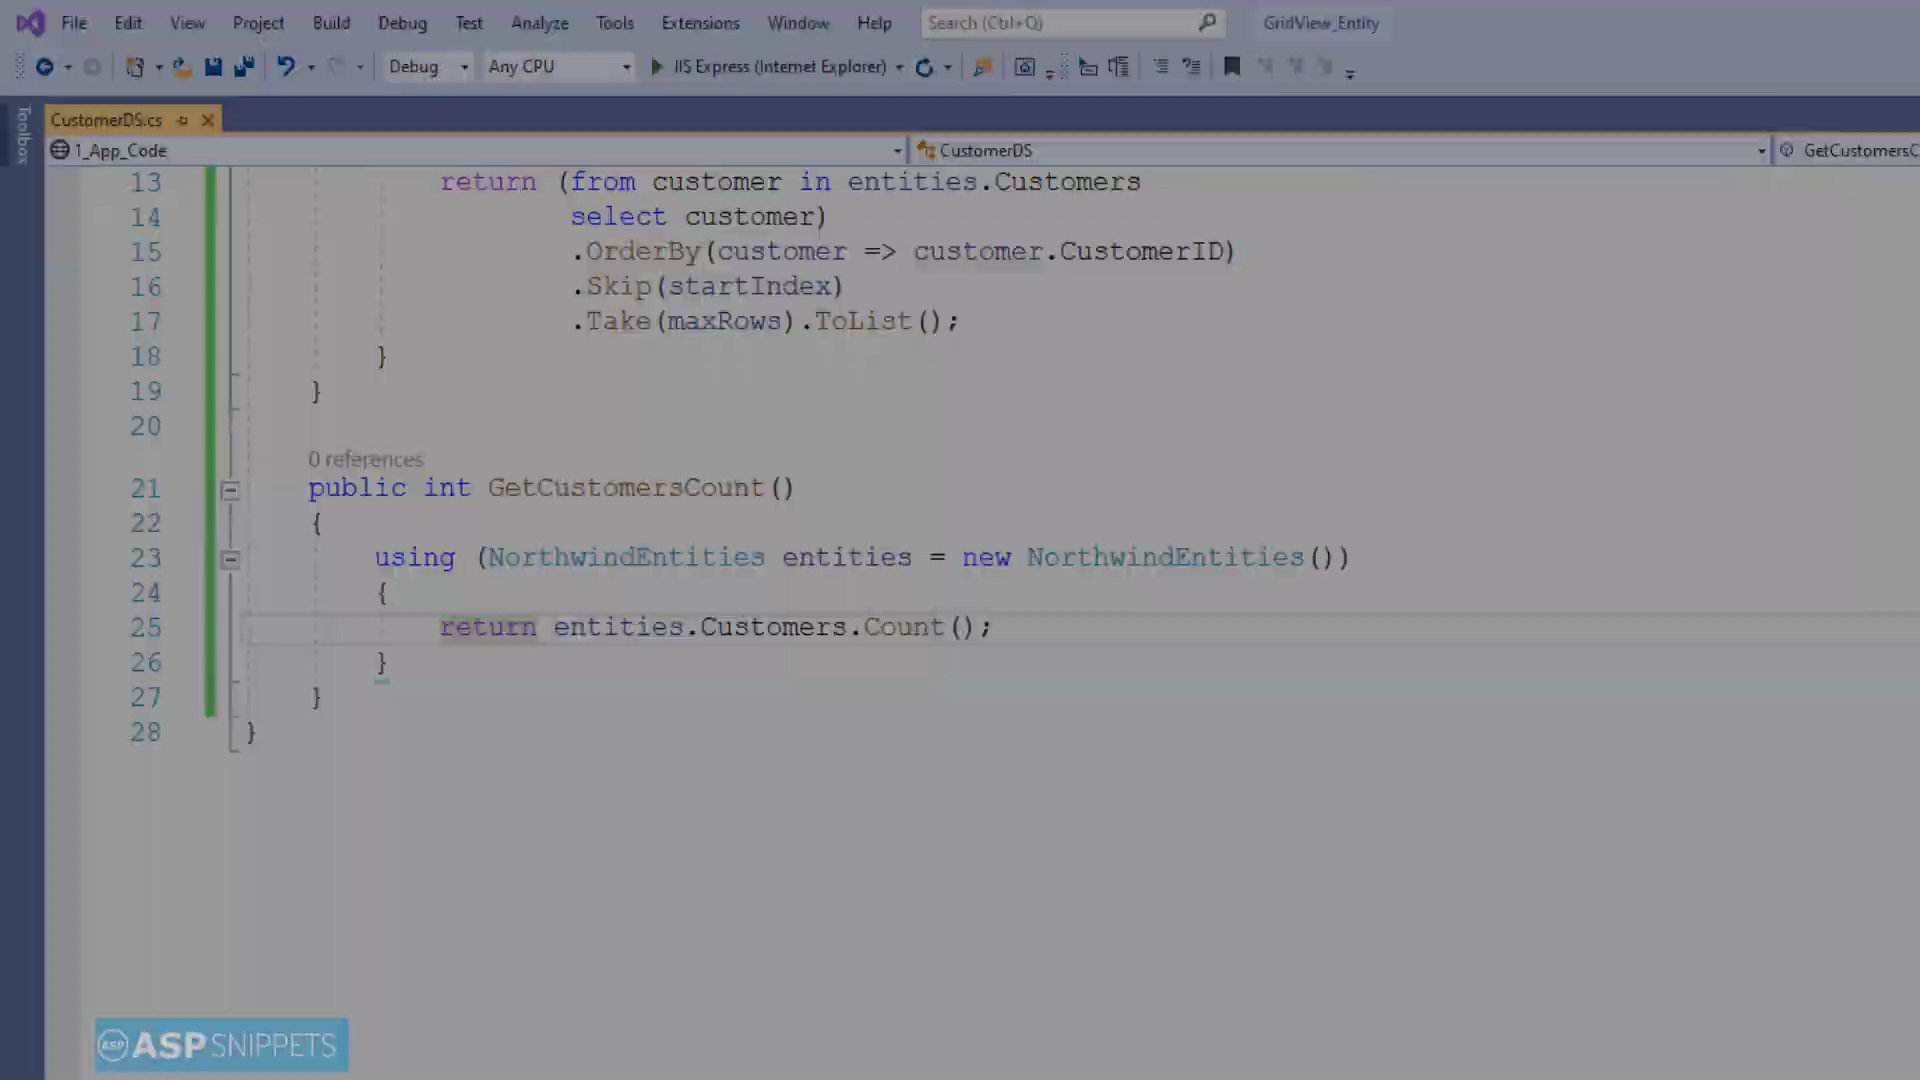 File Edit View Project Build Debug Test Analyze Tools Extensions Window Help Search (Ctrl+Q) GridView_Entity
Debug Any CPU IIS Express (Internet Explorer)
Toolbox
CustomerDS.cs
1_App_Code CustomerDS GetCustomersC
13 return (from customer in entities.Customers
14 select customer)
15 .OrderBy(customer => customer.CustomerID)
16 .Skip(startIndex)
17 .Take(maxRows).ToList();
18 }
19 }
20
0 references
21 public int GetCustomersCount()
22 {
23 using (NorthwindEntities entities = new NorthwindEntities())
24 {
25 return entities.Customers.Count();
26 }
27 }
28 }
ASP ASPSNIPPETS